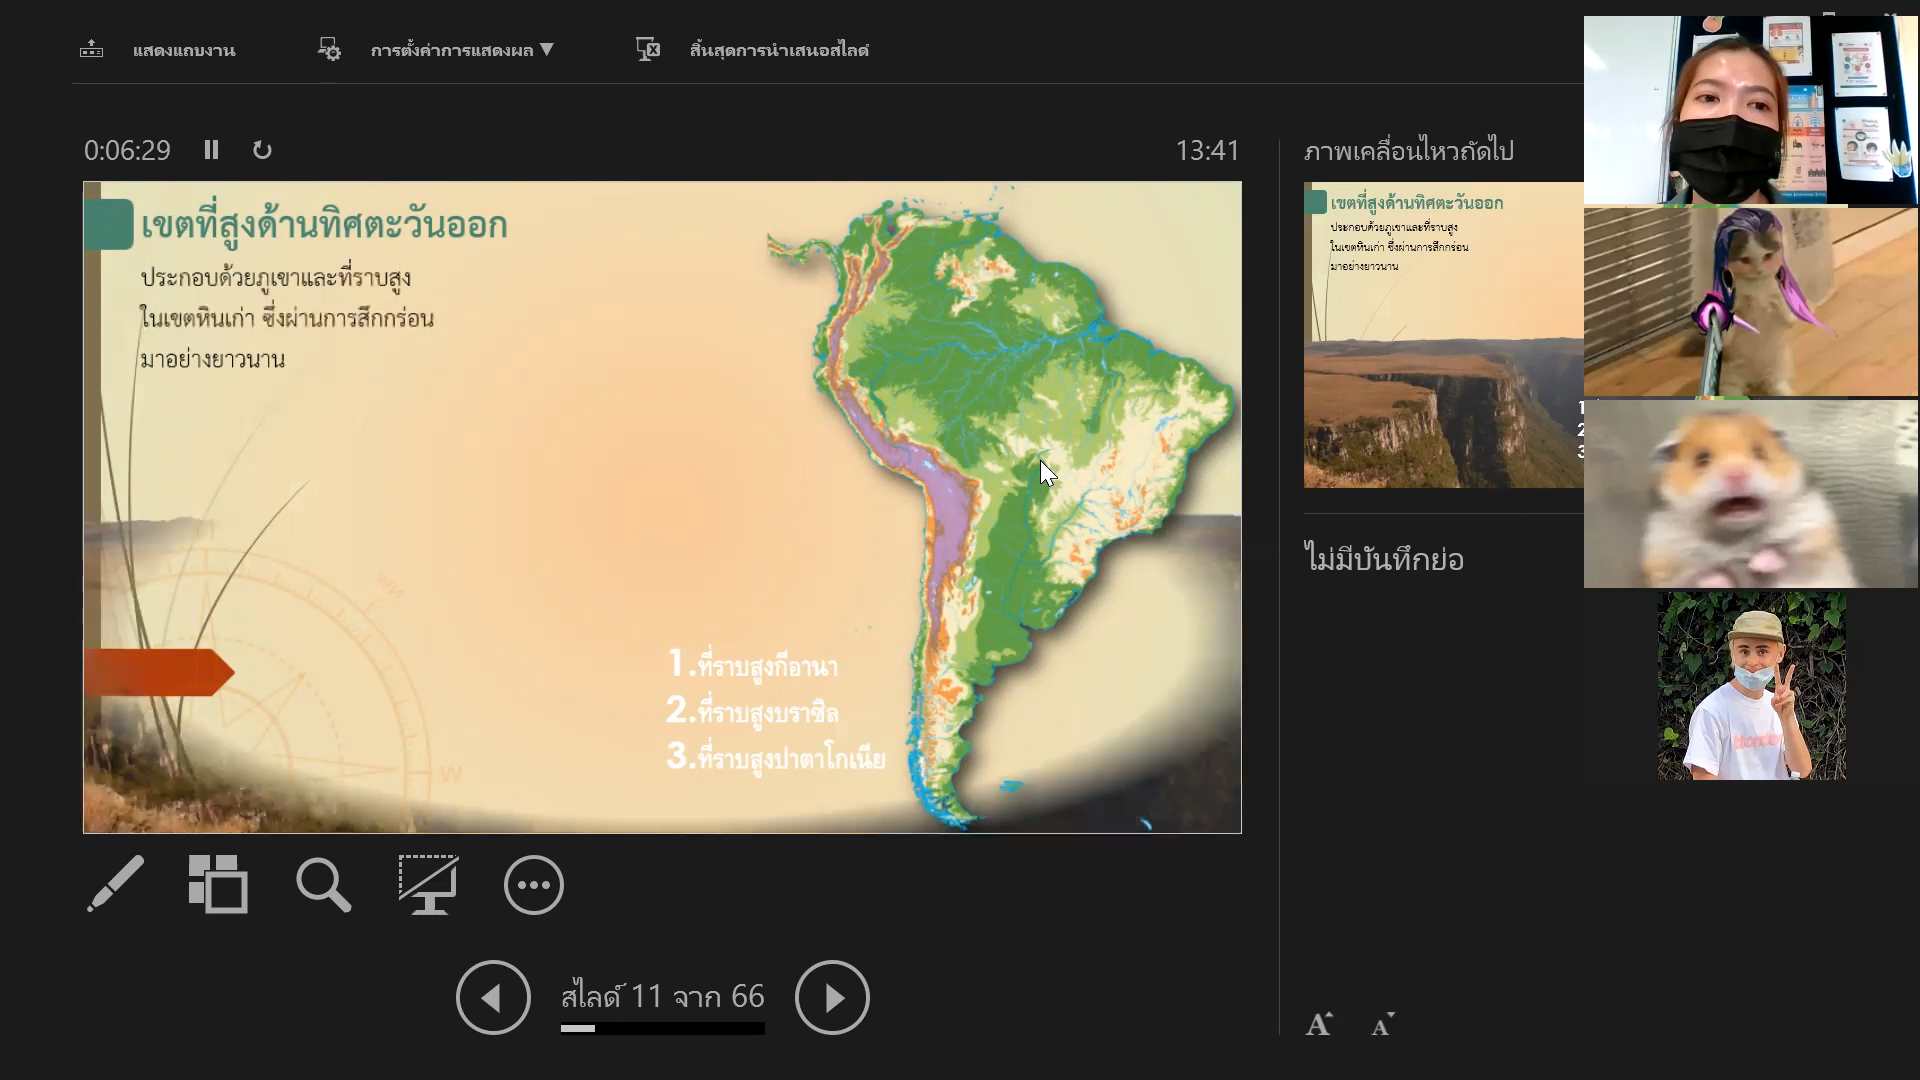 แสดงแถบงาน
การตั้งค่าการแสดงผล ▼
สิ้นสุดการนำเสนอสไลด์
0:06:29
13:41
เขตที่สูงด้านทิศตะวันออก
ประกอบด้วยภูเขาและที่ราบสูง
ในเขตหินเก่า ซึ่งผ่านการสึกกร่อน
มาอย่างยาวนาน
W
1.ที่ราบสูงกีอานา
2.ที่ราบสูงบราซิล
3.ที่ราบสูงปาตาโกเนีย
ภาพเคลื่อนไหวถัดไป
เขตที่สูงด้านทิศตะวันออก
ประกอบด้วยภูเขาและที่ราบสูง
ในเขตหินเก่า ซึ่งผ่านการสึกกร่อน
มาอย่างยาวนาน
1
2
3
ไม่มีบันทึกย่อ
สไลด์ 11 จาก 66
A A